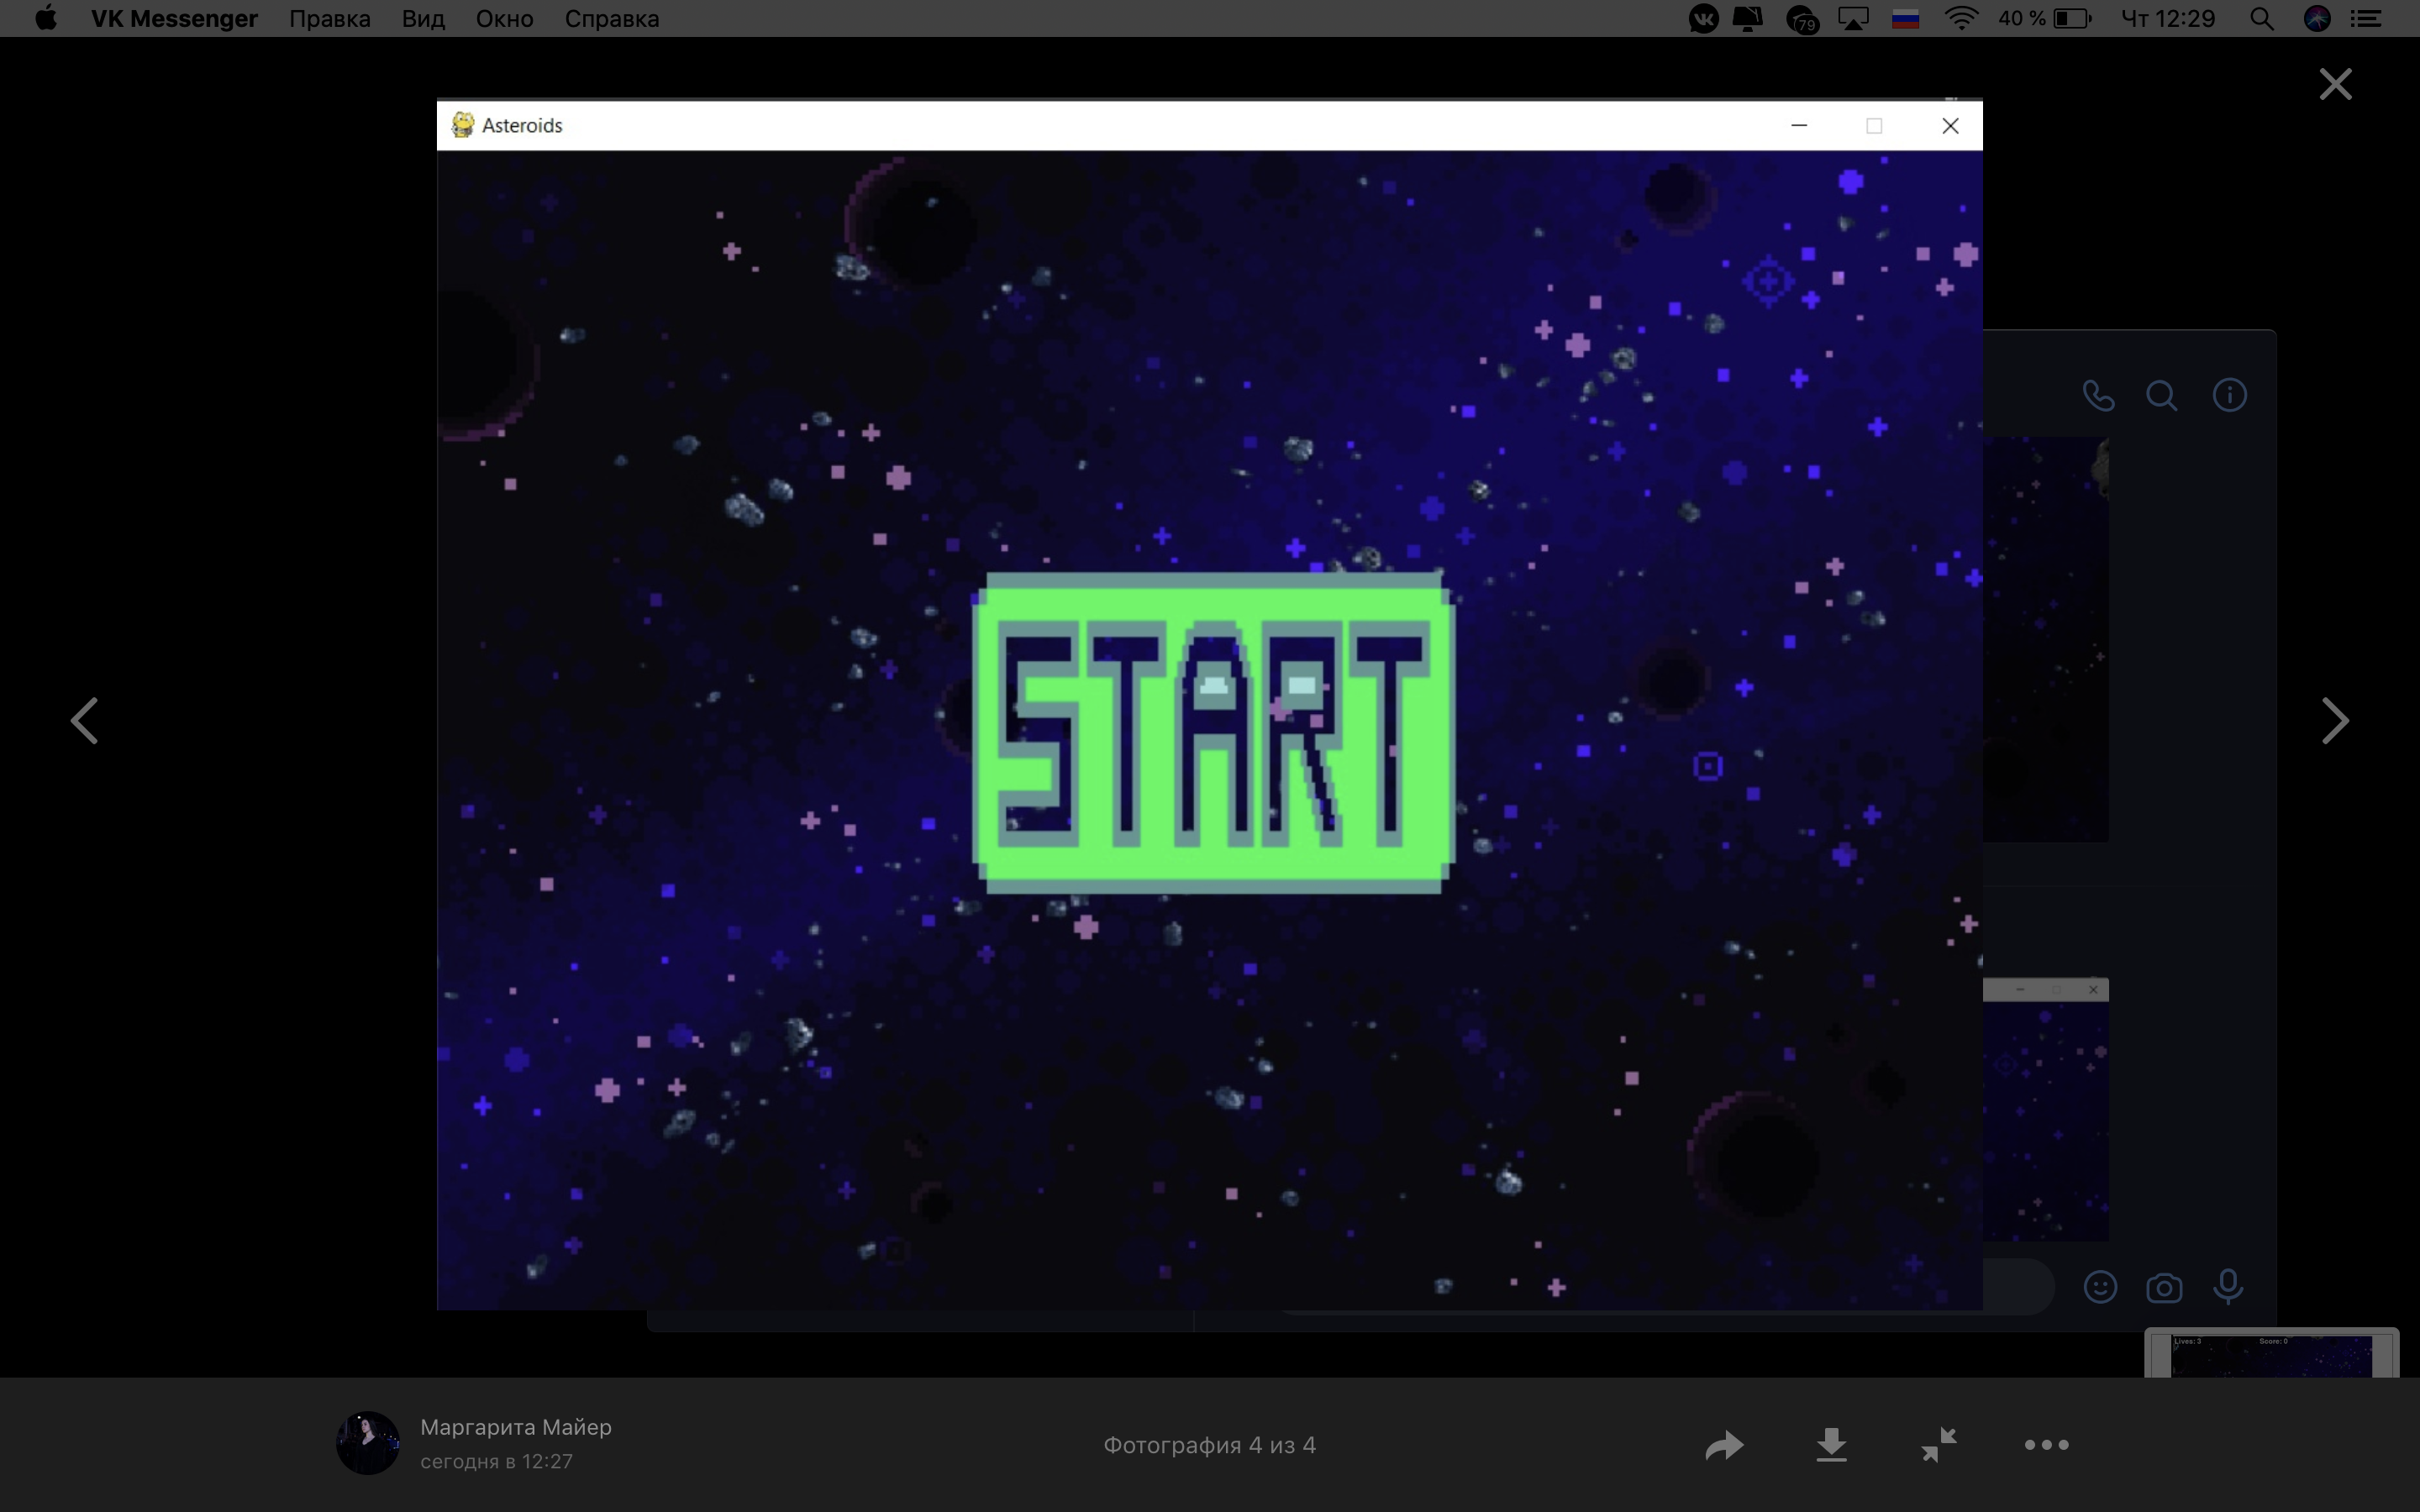 VK Messenger Правка Вид Окно Справка 79 40 % Чт 12:29
Asteroids
START
Lives: 3 Score: 0
Маргарита Майер
сегодня в 12:27
Фотография 4 из 4